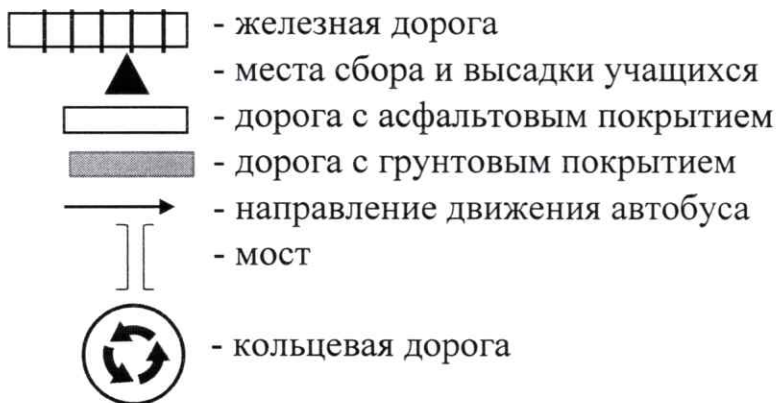 - железная дорога
- места сбора и высадки учащихся
- дорога с асфальтовым покрытием
- дорога с грунтовым покрытием
- направление движения автобуса
- мост
- кольцевая дорога